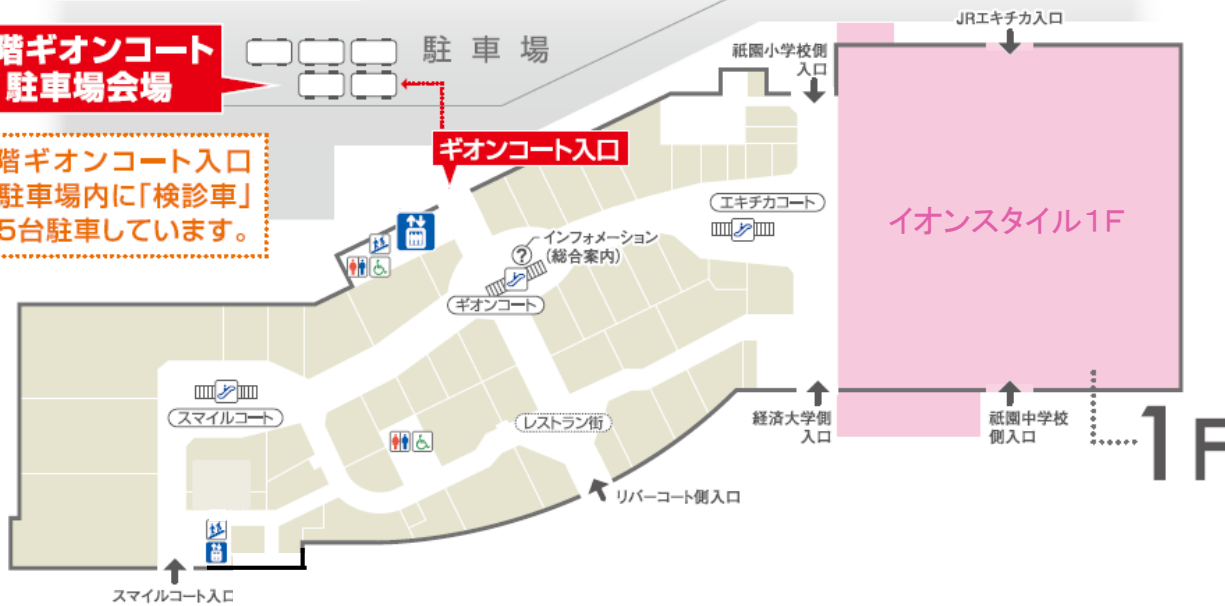 JRエキチカ入口
階ギオンコート
駐車場会場
駐車場
祇園小学校側
入口
階ギオンコート入口
駐車場内に「検診車」
5台駐車しています。
ギオンコート入口
エキチカコート
イオンスタイル1F
インフォメーション
(総合案内)
?
ギオンコート
スマイルコート
レストラン街
経済大学側
入口
祇園中学校
側入口
1F
リバーコート側入口
スマイルコート入口